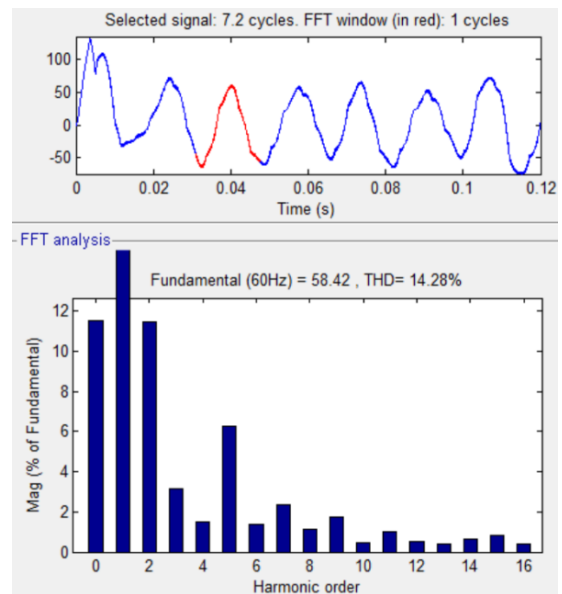 Selected signal: 7.2 cycles. FFT window (in red): 1 cycles
100
50
0
-50
0 0.02 0.04 0.06 0.08 0.1 0.12
Time (s)
FFT analysis
Fundamental (60Hz) = 58.42 , THD= 14.28%
12
10
8
6
4
2
0
Mag (% of Fundamental)
0 2 4 6 8 10 12 14 16
Harmonic order